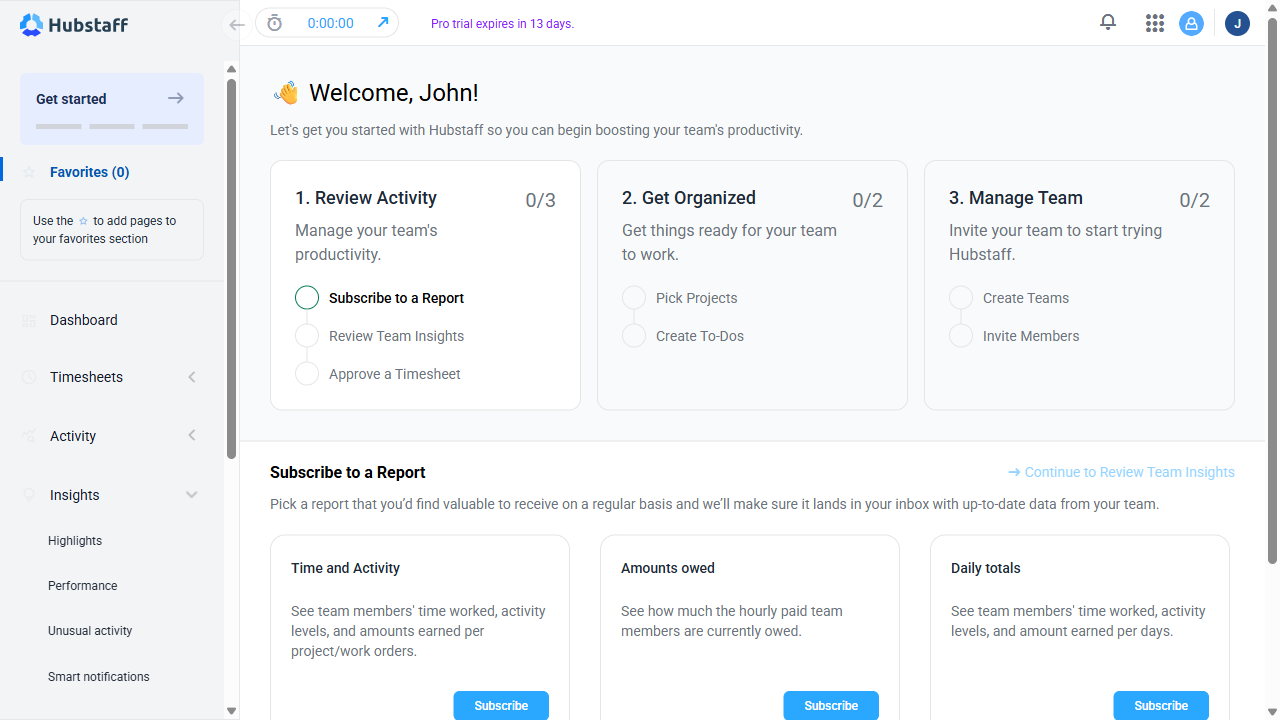 Hubstaff
0:00:00
Pro trial expires in 13 days.
J
Get started
Favorites (0)
Use the ☆ to add pages to
your favorites section
Dashboard
Timesheets
Activity
Insights
Highlights
Performance
Unusual activity
Smart notifications
Welcome, John!
Let's get you started with Hubstaff so you can begin boosting your team's productivity.
1. Review Activity
0/3
Manage your team's
productivity.
Subscribe to a Report
Review Team Insights
Approve a Timesheet
2. Get Organized
0/2
Get things ready for your team
to work.
Pick Projects
Create To-Dos
3. Manage Team
0/2
Invite your team to start trying
Hubstaff.
Create Teams
Invite Members
Subscribe to a Report
→ Continue to Review Team Insights
Pick a report that you’d find valuable to receive on a regular basis and we’ll make sure it lands in your inbox with up-to-date data from your team.
Time and Activity
See team members' time worked, activity
levels, and amounts earned per
project/work orders.
Subscribe
Amounts owed
See how much the hourly paid team
members are currently owed.
Subscribe
Daily totals
See team members' time worked, activity
levels, and amount earned per days.
Subscribe